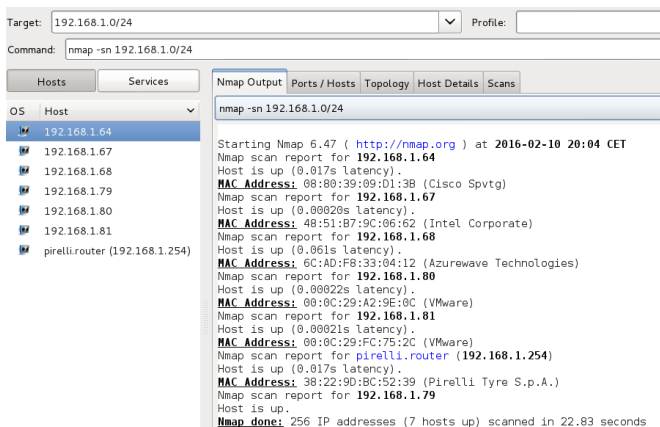 Target: 192.168.1.0/24 Profile:
Command: nmap -sn 192.168.1.0/24
Hosts Services
OS Host
192.168.1.64
192.168.1.67
192.168.1.68
192.168.1.79
192.168.1.80
192.168.1.81
pirelli.router (192.168.1.254)
Nmap Output Ports / Hosts Topology Host Details Scans
nmap -sn 192.168.1.0/24
Starting Nmap 6.47 ( http://nmap.org ) at 2016-02-10 20:04 CET
Nmap scan report for 192.168.1.64
Host is up (0.017s latency).
MAC Address: 08:80:39:09:D1:3B (Cisco Spvtg)
Nmap scan report for 192.168.1.67
Host is up (0.00020s latency).
MAC Address: 48:51:B7:9C:06:62 (Intel Corporate)
Nmap scan report for 192.168.1.68
Host is up (0.061s latency).
MAC Address: 6C:AD:F8:33:04:12 (Azurewave Technologies)
Nmap scan report for 192.168.1.80
Host is up (0.00022s latency).
MAC Address: 00:0C:29:A2:9E:0C (VMware)
Nmap scan report for 192.168.1.81
Host is up (0.00021s latency).
MAC Address: 00:0C:29:FC:75:2C (VMware)
Nmap scan report for pirelli.router (192.168.1.254)
Host is up (0.017s latency).
MAC Address: 38:22:9D:BC:52:39 (Pirelli Tyre S.p.A.)
Nmap scan report for 192.168.1.79
Host is up.
Nmap done: 256 IP addresses (7 hosts up) scanned in 22.83 seconds